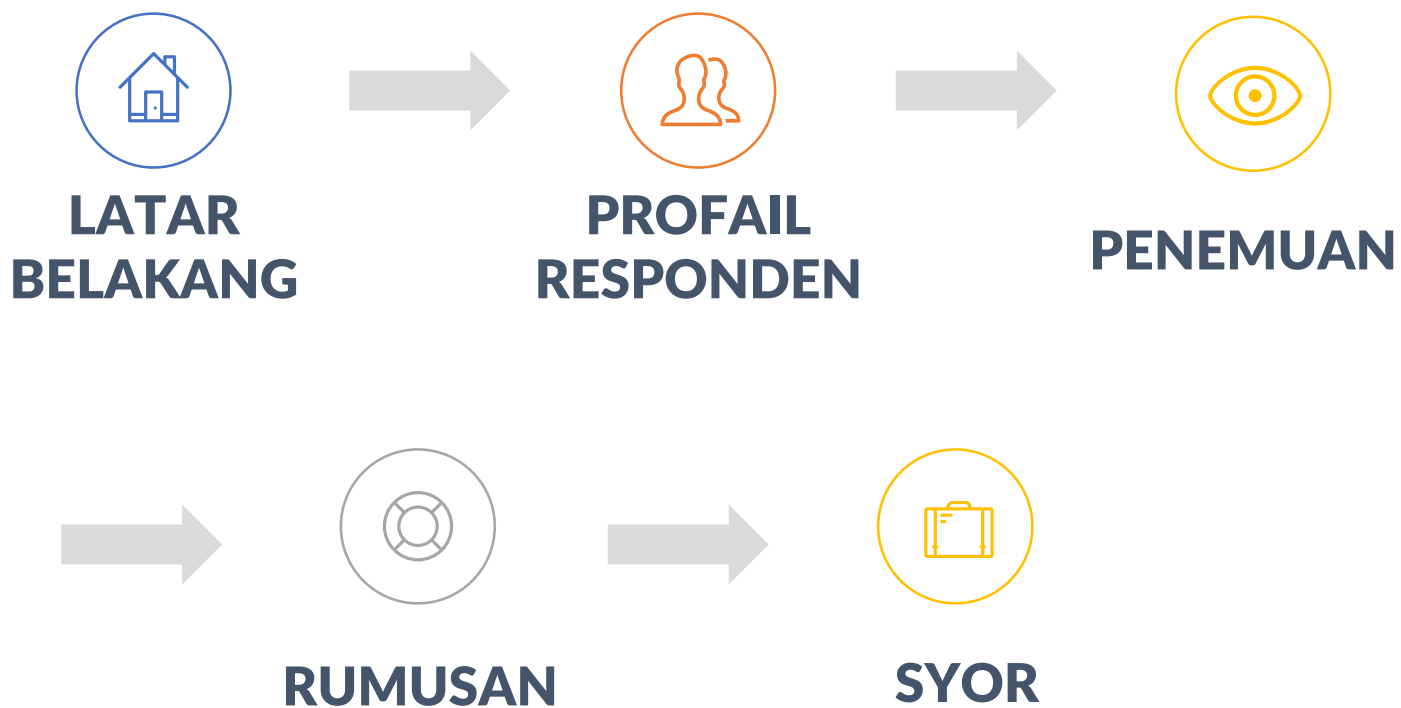 LATAR
BELAKANG
PROFAIL
RESPONDEN
PENEMUAN
RUMUSAN
SYOR